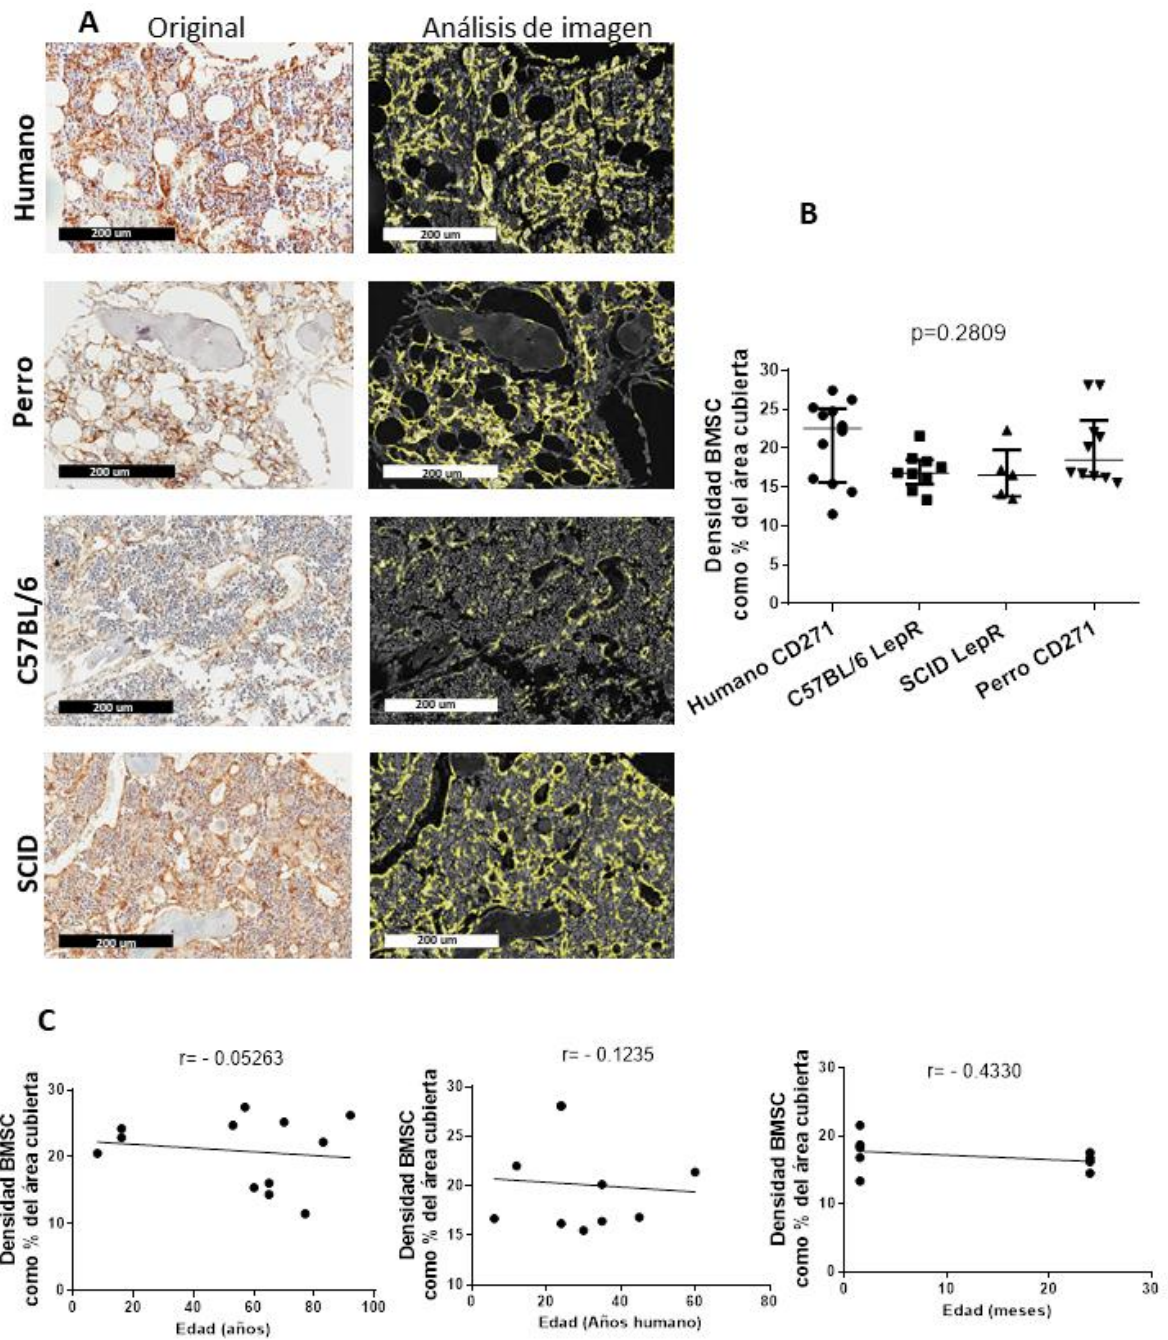 A
Original
Análisis de imagen
Humano
200 um
200 um
Perro
200 um
200 um
C57BL/6
200 um
200 um
SCID
200 um
200 um
B
p=0.2809
Densidad BMSC
como % del área cubierta
30
25
20
15
10
5
0
Humano CD271
C57BL/6 LepR
SCID LepR
Perro CD271
C
r= - 0.05263
Densidad BMSC
como % del área cubierta
30
20
10
0
0 20 40 60 80 100
Edad (años)
r= - 0.1235
Densidad BMSC
como % del área cubierta
30
25
20
15
10
0 20 40 60 80
Edad (Años humano)
r= - 0.4330
Densidad BMSC
como % del área cubierta
30
20
10
0
0 10 20 30
Edad (meses)